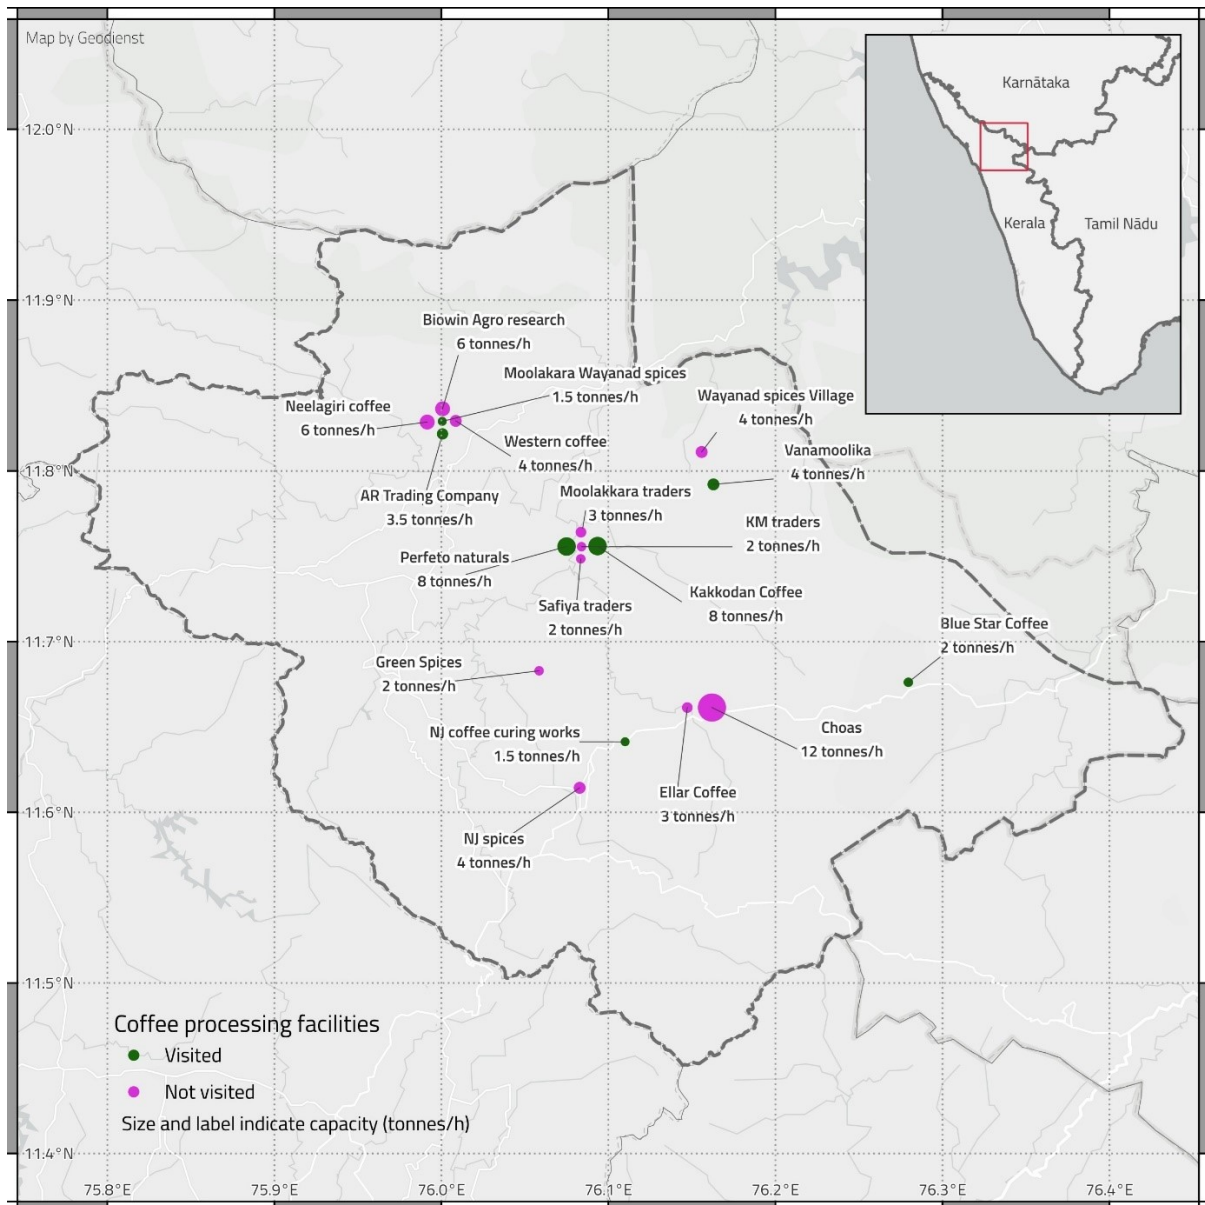 Map by Geodienst
Karnātaka
Kerala
Tamil Nādu
12.0°N
11.9°N
11.8°N
11.7°N
11.6°N
11.5°N
11.4°N
Biowin Agro research
6 tonnes/h
Moolakara Wayanad spices
1.5 tonnes/h
Neelagiri coffee
6 tonnes/h
Wayanad spices Village
4 tonnes/h
Western coffee
4 tonnes/h
Vanamoolika
4 tonnes/h
AR Trading Company
3.5 tonnes/h
Moolakkara traders
3 tonnes/h
KM traders
2 tonnes/h
Perfeto naturals
8 tonnes/h
Kakkodan Coffee
8 tonnes/h
Safiya traders
2 tonnes/h
Blue Star Coffee
2 tonnes/h
Green Spices
2 tonnes/h
NJ coffee curing works
1.5 tonnes/h
Choas
12 tonnes/h
Ellar Coffee
3 tonnes/h
NJ spices
4 tonnes/h
Coffee processing facilities
Visited
Not visited
Size and label indicate capacity (tonnes/h)
75.8°E
75.9°E
76.0°E
76.1°E
76.2°E
76.3°E
76.4°E